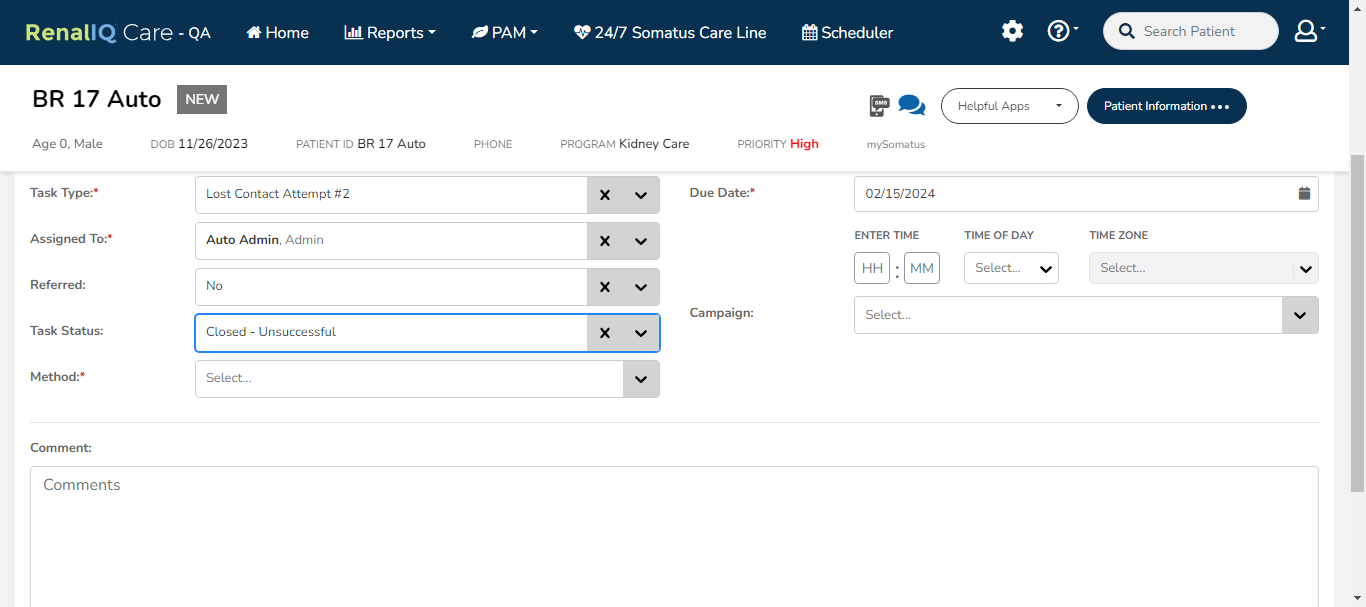 RenalIQ Care - QA Home Reports PAM 24/7 Somatus Care Line Scheduler Search Patient
BR 17 Auto NEW
SMS Helpful Apps Patient Information
Age 0, Male DOB 11/26/2023 PATIENT ID BR 17 Auto PHONE PROGRAM Kidney Care PRIORITY High mySomatus
Task Type:* Lost Contact Attempt #2 Due Date:* 02/15/2024
Assigned To:* Auto Admin, Admin ENTER TIME TIME OF DAY TIME ZONE
HH : MM Select... Select...
Referred: No
Campaign: Select...
Task Status: Closed - Unsuccessful
Method:* Select...
Comment:
Comments